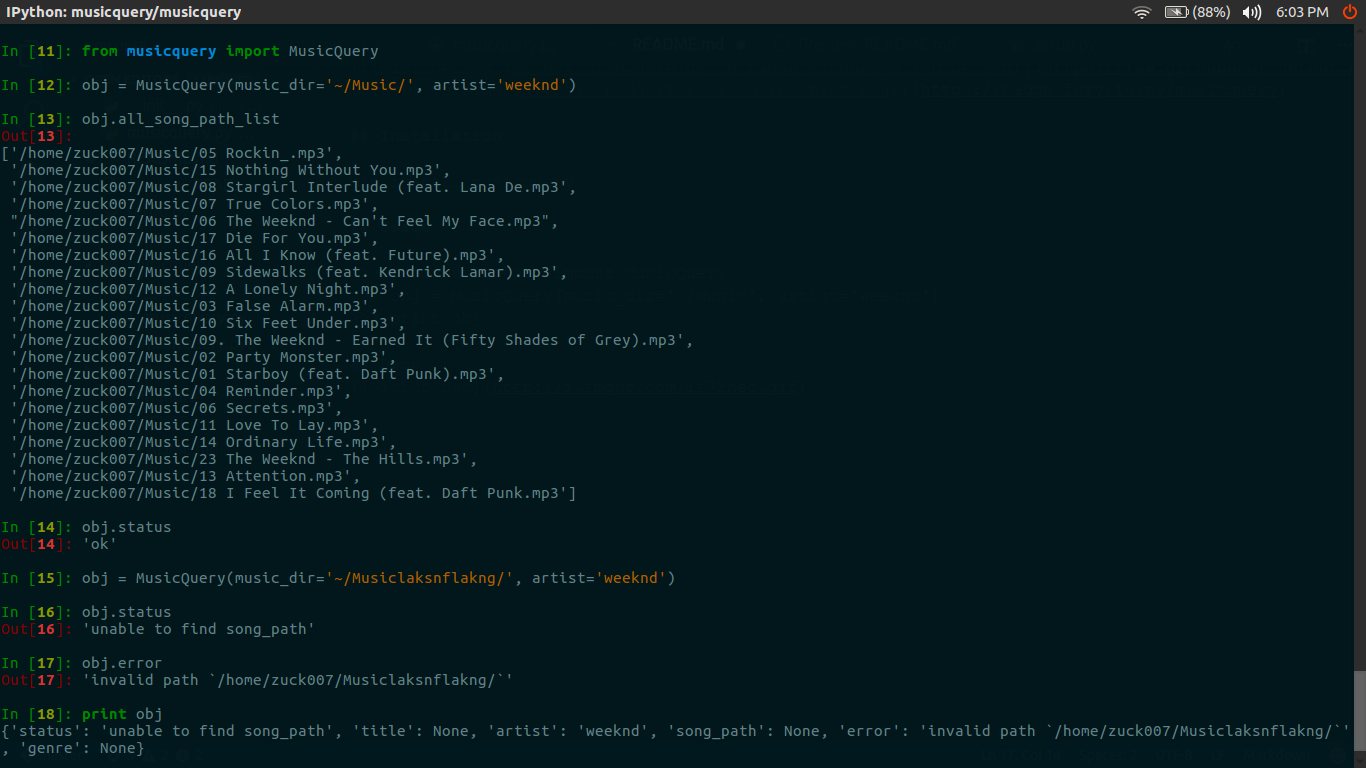 IPython: musicquery/musicquery
(88%)
6:03 PM
In [11]: from musicquery import MusicQuery
In [12]: obj = MusicQuery(music_dir='~/Music/', artist='weeknd')
In [13]: obj.all_song_path_list
Out[13]:
['/home/zuck007/Music/05 Rockin_.mp3',
 '/home/zuck007/Music/15 Nothing Without You.mp3',
 '/home/zuck007/Music/08 Stargirl Interlude (feat. Lana De.mp3',
 '/home/zuck007/Music/07 True Colors.mp3',
 "/home/zuck007/Music/06 The Weeknd - Can't Feel My Face.mp3",
 '/home/zuck007/Music/17 Die For You.mp3',
 '/home/zuck007/Music/16 All I Know (feat. Future).mp3',
 '/home/zuck007/Music/09 Sidewalks (feat. Kendrick Lamar).mp3',
 '/home/zuck007/Music/12 A Lonely Night.mp3',
 '/home/zuck007/Music/03 False Alarm.mp3',
 '/home/zuck007/Music/10 Six Feet Under.mp3',
 '/home/zuck007/Music/09. The Weeknd - Earned It (Fifty Shades of Grey).mp3',
 '/home/zuck007/Music/02 Party Monster.mp3',
 '/home/zuck007/Music/01 Starboy (feat. Daft Punk).mp3',
 '/home/zuck007/Music/04 Reminder.mp3',
 '/home/zuck007/Music/06 Secrets.mp3',
 '/home/zuck007/Music/11 Love To Lay.mp3',
 '/home/zuck007/Music/14 Ordinary Life.mp3',
 '/home/zuck007/Music/23 The Weeknd - The Hills.mp3',
 '/home/zuck007/Music/13 Attention.mp3',
 '/home/zuck007/Music/18 I Feel It Coming (feat. Daft Punk.mp3']
In [14]: obj.status
Out[14]: 'ok'
In [15]: obj = MusicQuery(music_dir='~/Musiclaksnflakng/', artist='weeknd')
In [16]: obj.status
Out[16]: 'unable to find song_path'
In [17]: obj.error
Out[17]: 'invalid path `/home/zuck007/Musiclaksnflakng/`'
In [18]: print obj
{'status': 'unable to find song_path', 'title': None, 'artist': 'weeknd', 'song_path': None, 'error': 'invalid path `/home/zuck007/Musiclaksnflakng/`'
, 'genre': None}